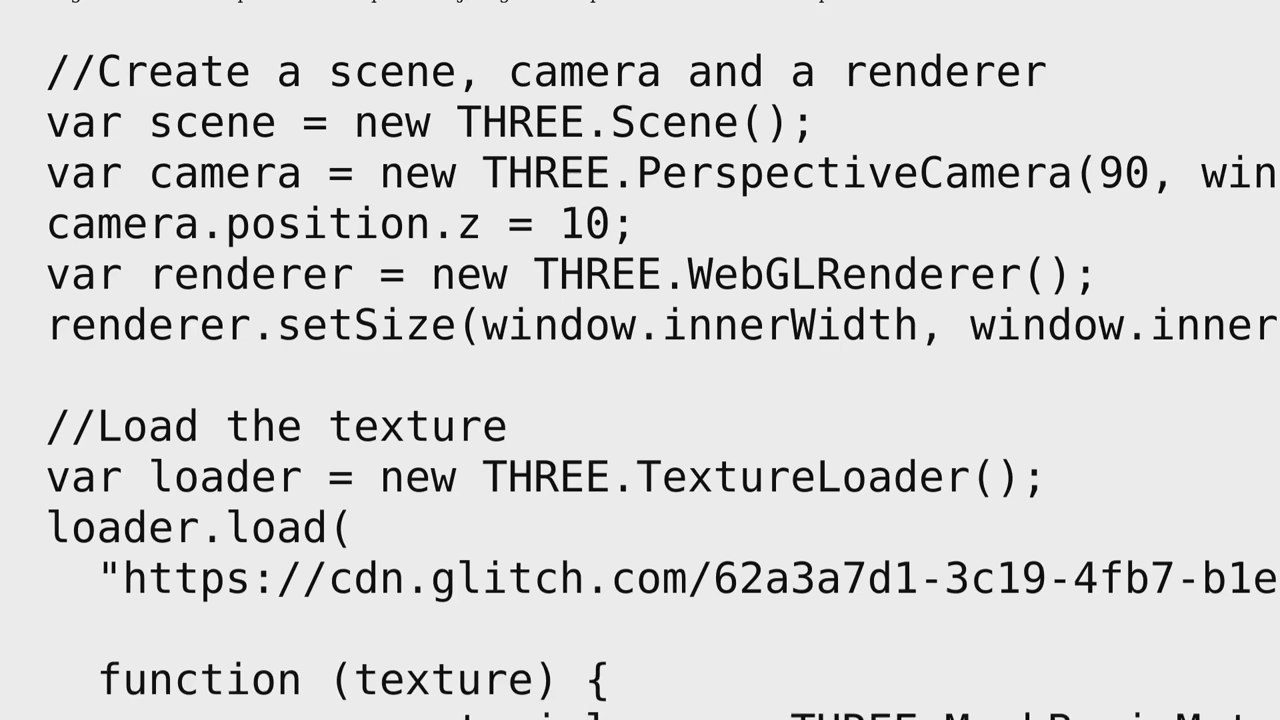 //Create a scene, camera and a renderer
var scene = new THREE.Scene();
var camera = new THREE.PerspectiveCamera(90, win
camera.position.z = 10;
var renderer = new THREE.WebGLRenderer();
renderer.setSize(window.innerWidth, window.inner
//Load the texture
var loader = new THREE.TextureLoader();
loader.load(
"https://cdn.glitch.com/62a3a7d1-3c19-4fb7-b1e
function (texture) {